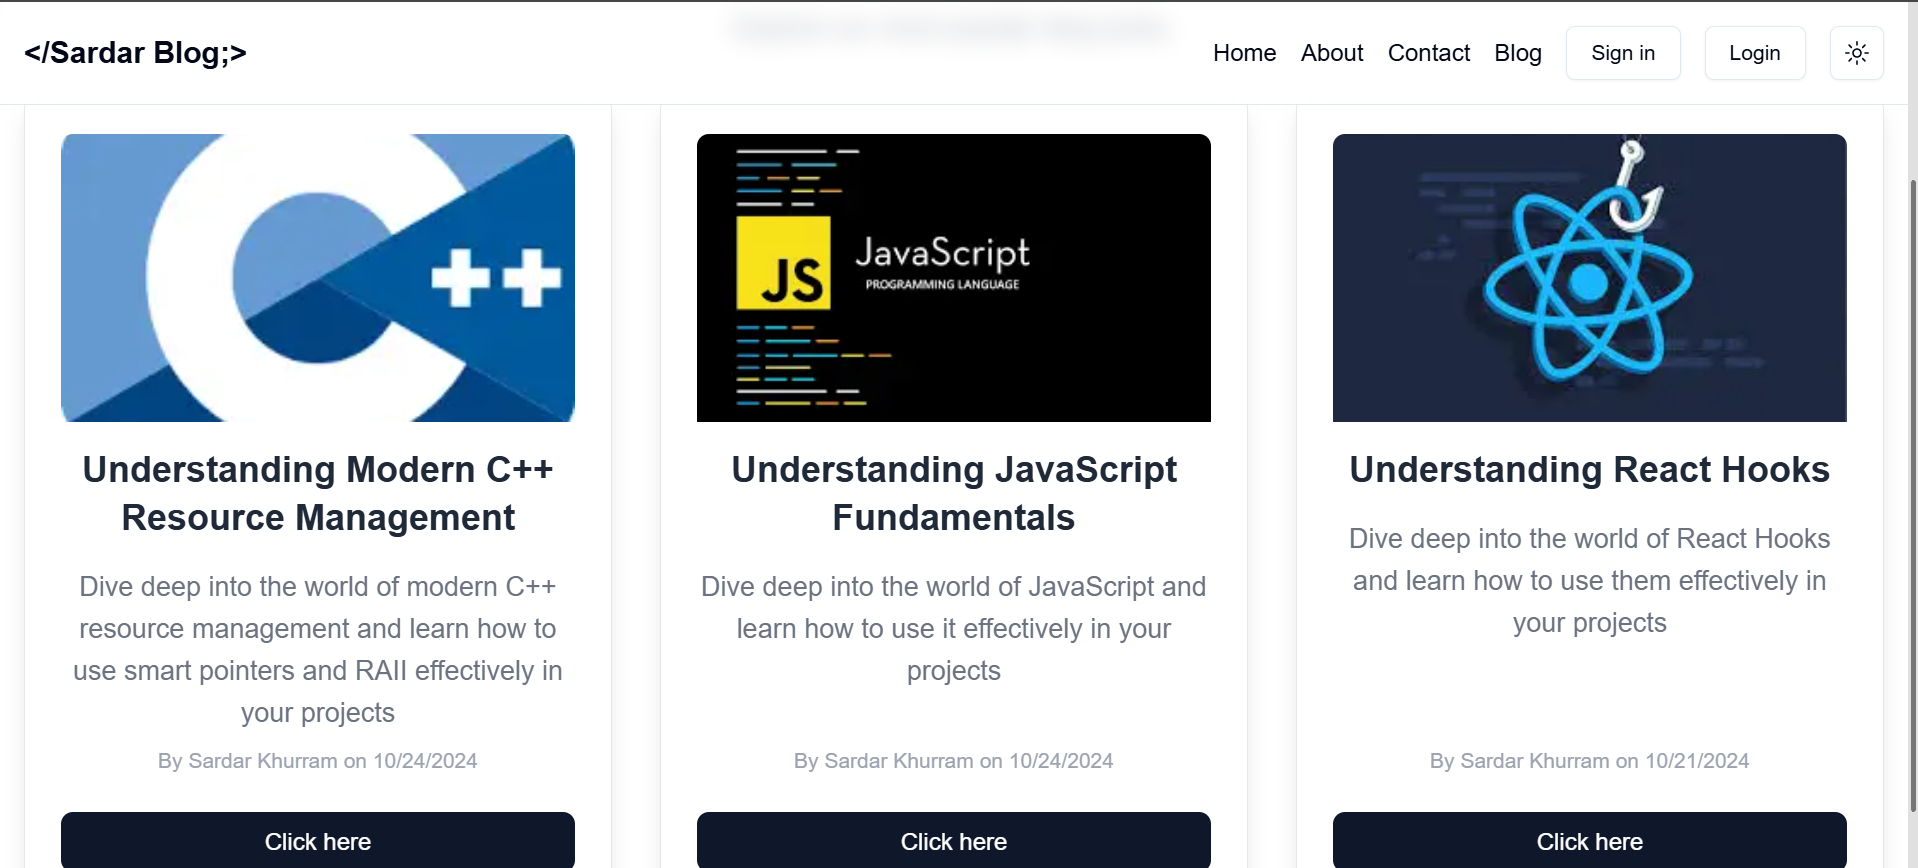 </Sardar Blog;>
Home About Contact Blog Sign in Login
++
JS
JavaScript
PROGRAMMING LANGUAGE
Understanding Modern C++
Resource Management
Dive deep into the world of modern C++
resource management and learn how to
use smart pointers and RAII effectively in
your projects
By Sardar Khurram on 10/24/2024
Click here
Understanding JavaScript
Fundamentals
Dive deep into the world of JavaScript and
learn how to use it effectively in your
projects
By Sardar Khurram on 10/24/2024
Click here
Understanding React Hooks
Dive deep into the world of React Hooks
and learn how to use them effectively in
your projects
By Sardar Khurram on 10/21/2024
Click here